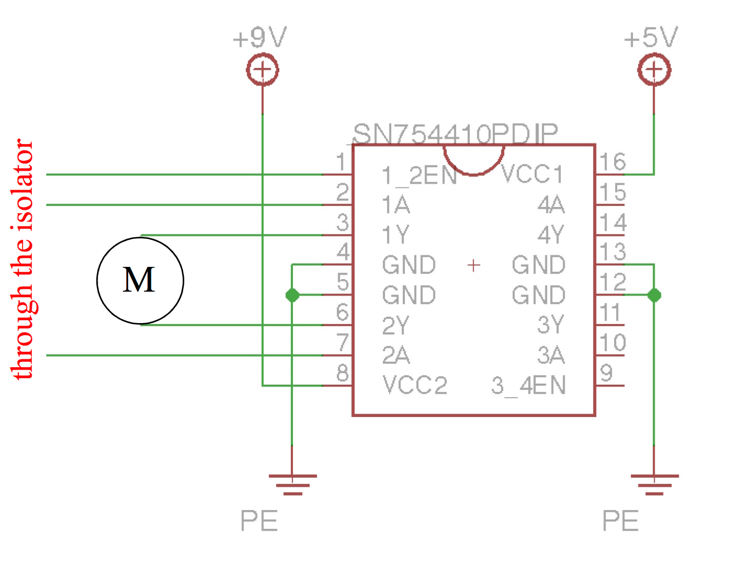 +9V
+5V
SN754410PDIP
through the isolator
1 1_2EN VCC1 16
2 1A 4A 15
3 1Y 4Y 14
4 GND GND 13
5 GND GND 12
6 2Y 3Y 11
7 2A 3A 10
8 VCC2 3_4EN 9
M
PE
PE